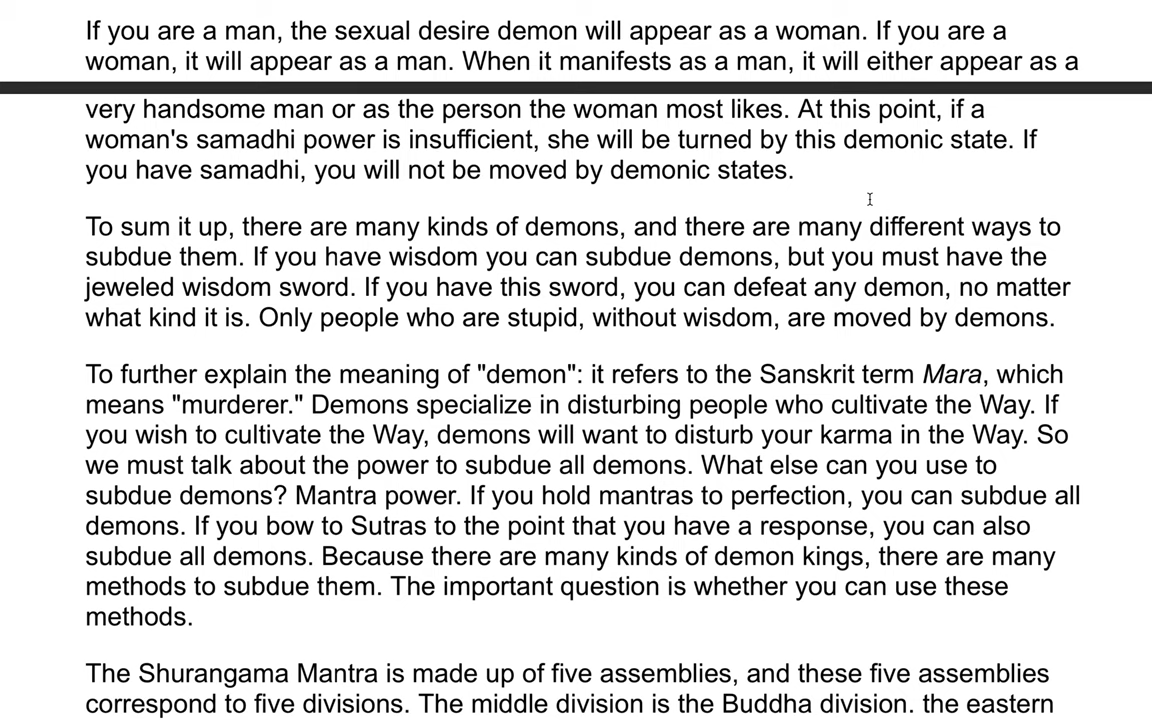 If you are a man, the sexual desire demon will appear as a woman. If you are a
woman, it will appear as a man. When it manifests as a man, it will either appear as a
very handsome man or as the person the woman most likes. At this point, if a
woman's samadhi power is insufficient, she will be turned by this demonic state. If
you have samadhi, you will not be moved by demonic states.
To sum it up, there are many kinds of demons, and there are many different ways to
subdue them. If you have wisdom you can subdue demons, but you must have the
jeweled wisdom sword. If you have this sword, you can defeat any demon, no matter
what kind it is. Only people who are stupid, without wisdom, are moved by demons.
To further explain the meaning of "demon": it refers to the Sanskrit term Mara, which
means "murderer." Demons specialize in disturbing people who cultivate the Way. If
you wish to cultivate the Way, demons will want to disturb your karma in the Way. So
we must talk about the power to subdue all demons. What else can you use to
subdue demons? Mantra power. If you hold mantras to perfection, you can subdue all
demons. If you bow to Sutras to the point that you have a response, you can also
subdue all demons. Because there are many kinds of demon kings, there are many
methods to subdue them. The important question is whether you can use these
methods.
The Shurangama Mantra is made up of five assemblies, and these five assemblies
correspond to five divisions. The middle division is the Buddha division. the eastern